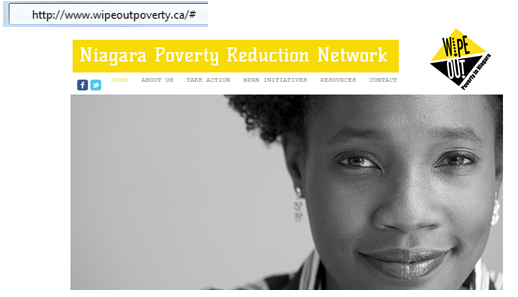 http://www.wipeoutpoverty.ca/#
Niagara Poverty Reduction Network
WiPE
OUT
Poverty in Niagara
HOME ABOUT US TAKE ACTION NPRN INITIATIVES RESOURCES CONTACT